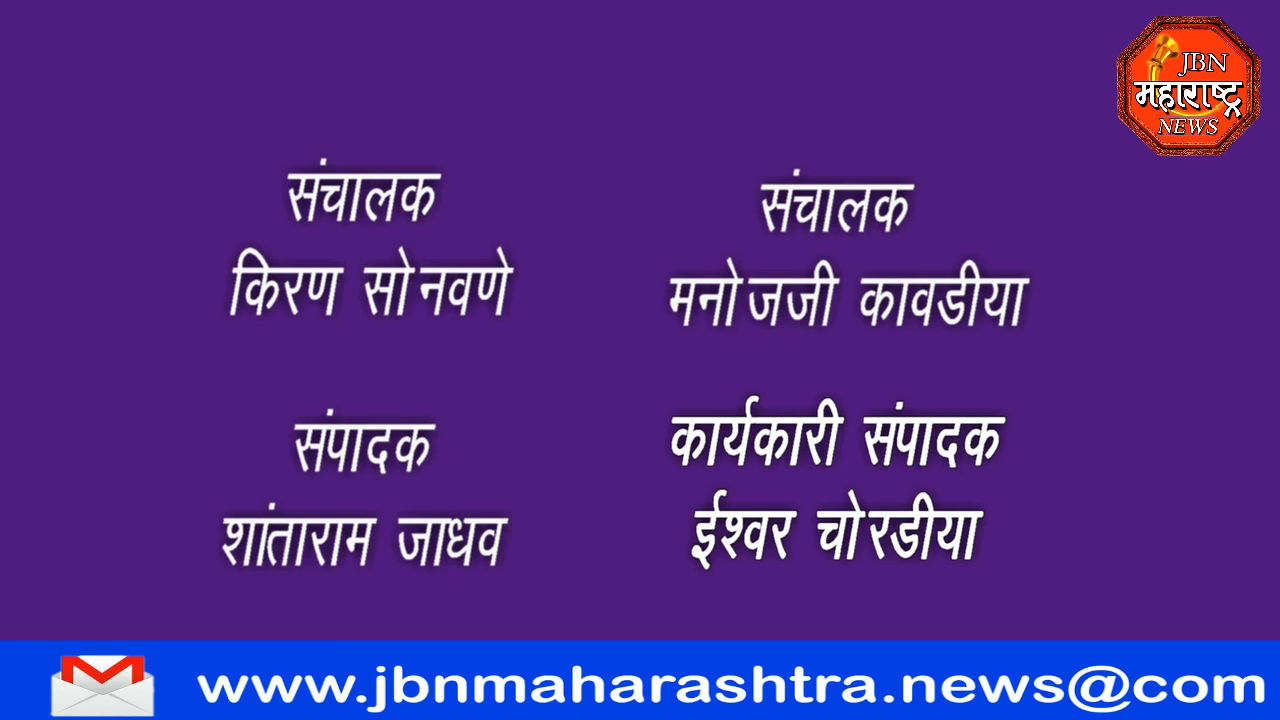 JBN
महाराष्ट्र
NEWS
संचालक
किरण सोनवणे
संचालक
मनोजजी कावडीया
संपादक
शांताराम जाधव
कार्यकारी संपादक
ईश्वर चोरडीया
www.jbnmaharashtra.news@com